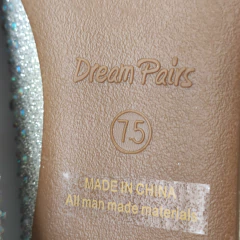 Dream Pairs
7.5
MADE IN CHINA
All man made materials